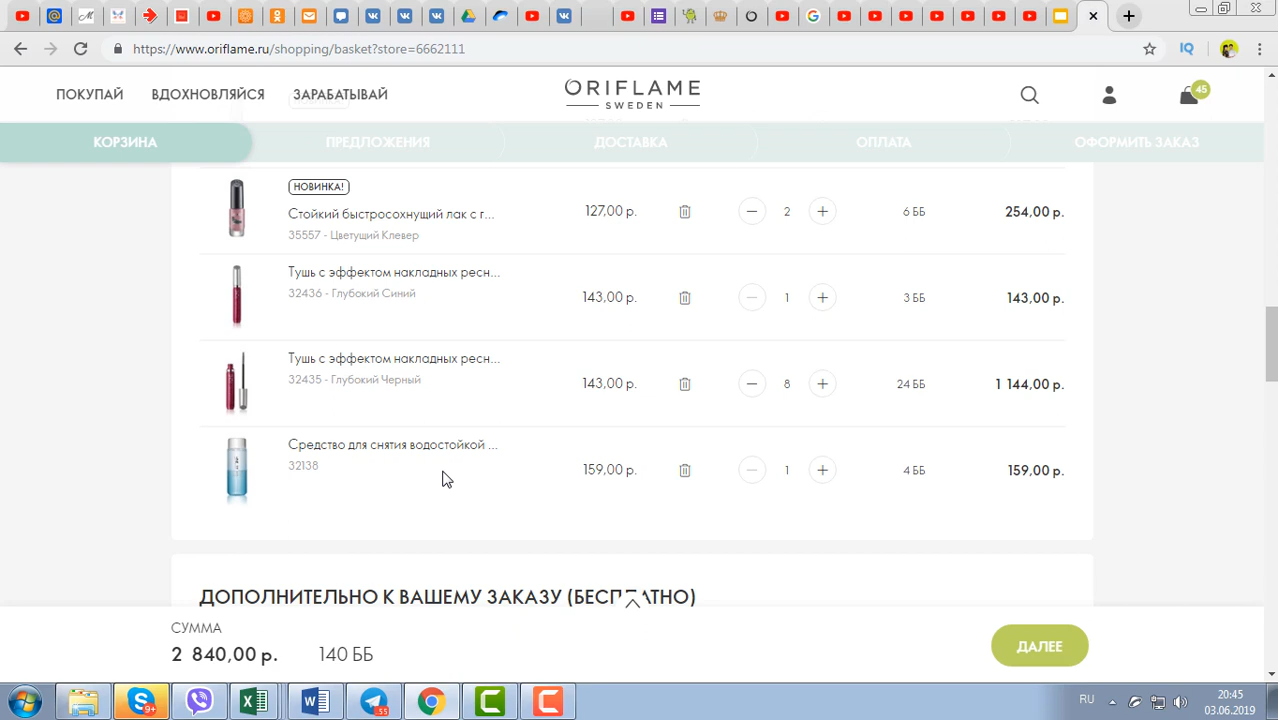 https://www.oriflame.ru/shopping/basket?store=6662111
IQ
ПОКУПАЙ ВДОХНОВЛЯЙСЯ ЗАРАБАТЫВАЙ
ORIFLAME
SWEDEN
45
КОРЗИНА ПРЕДЛОЖЕНИЯ ДОСТАВКА ОПЛАТА ОФОРМИТЬ ЗАКАЗ
НОВИНКА!
Стойкий быстросохнущий лак с г... 127,00 р. 2 6 ББ 254,00 р.
35557 - Цветущий Клевер
Тушь с эффектом накладных ресн... 143,00 р. 1 3 ББ 143,00 р.
32436 - Глубокий Синий
Тушь с эффектом накладных ресн... 143,00 р. 8 24 ББ 1 144,00 р.
32435 - Глубокий Черный
Средство для снятия водостойкой ... 159,00 р. 1 4 ББ 159,00 р.
32138
ДОПОЛНИТЕЛЬНО К ВАШЕМУ ЗАКАЗУ (БЕСПЛАТНО)
СУММА
2 840,00 р. 140 ББ
ДАЛЕЕ
9+
55
RU
20:45
03.06.2019